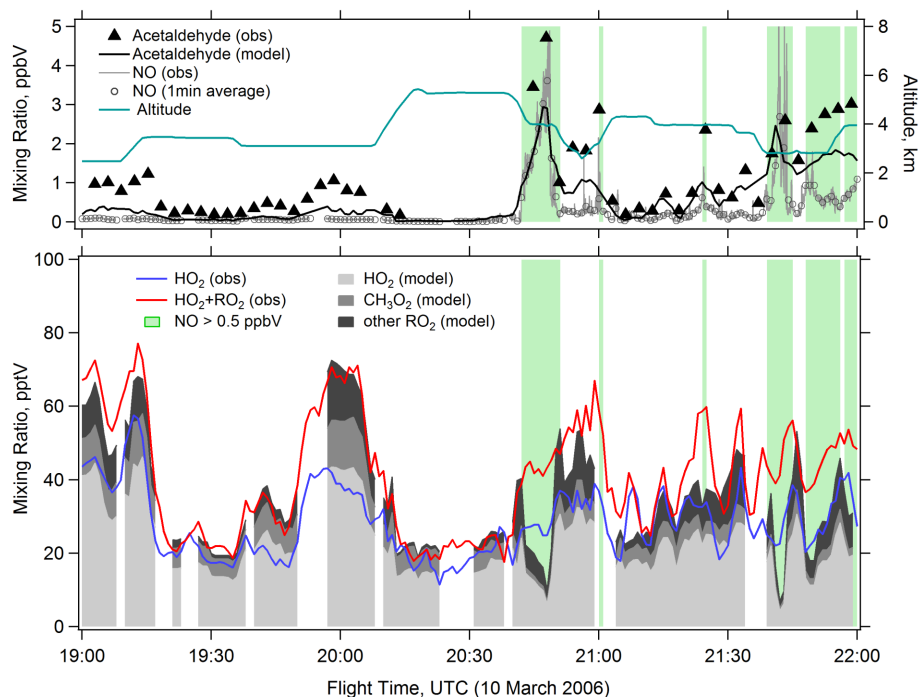 5
4
3
2
1
0
Mixing Ratio, ppbV
Acetaldehyde (obs)
Acetaldehyde (model)
NO (obs)
NO (1min average)
Altitude
8
6
4
2
0
Altitude, km
100
80
60
40
20
0
Mixing Ratio, pptV
HO₂ (obs)
HO₂+RO₂ (obs)
NO > 0.5 ppbV
HO₂ (model)
CH₃O₂ (model)
other RO₂ (model)
19:00 19:30 20:00 20:30 21:00 21:30 22:00
Flight Time, UTC (10 March 2006)